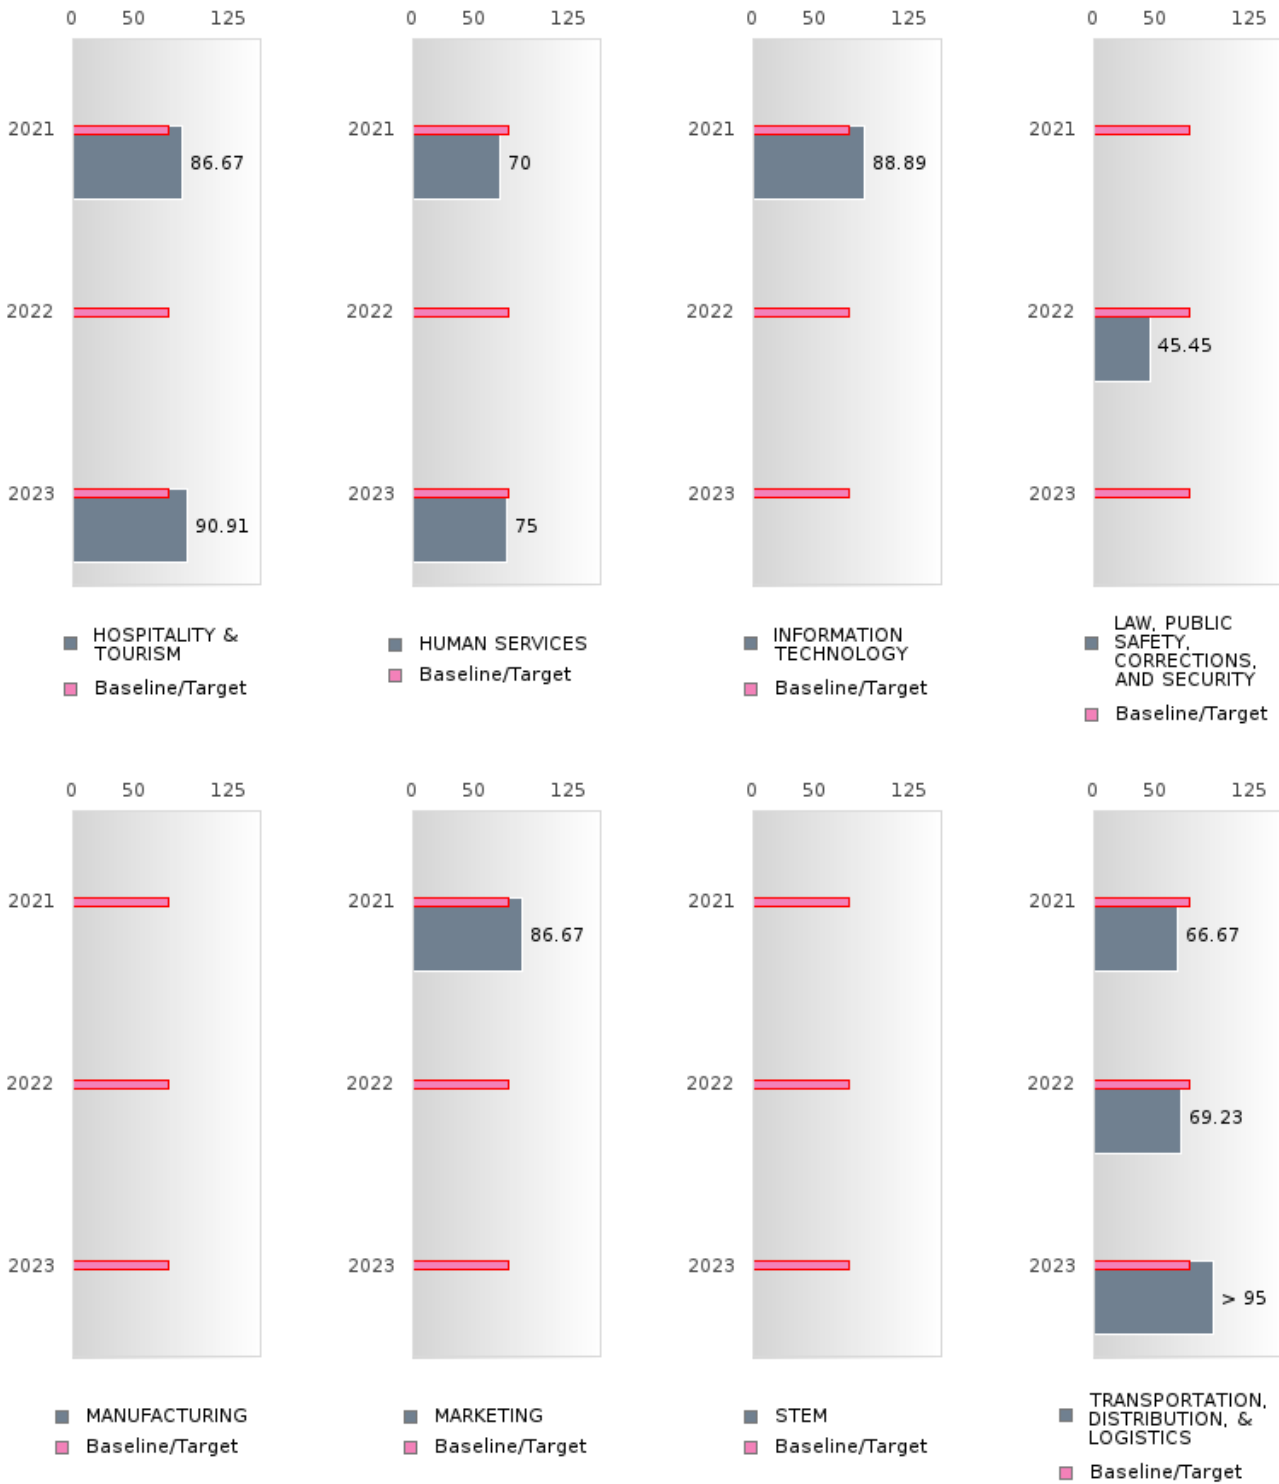 0 50 125 0 50 125 0 50 125 0 50 125
2021 86.67 2021 70 2021 88.89 2021
2022 2022 2022 2022 45.45
2023 90.91 2023 75 2023 2023
HOSPITALITY &
TOURISM
Baseline/Target
HUMAN SERVICES
Baseline/Target
INFORMATION
TECHNOLOGY
Baseline/Target
LAW, PUBLIC
SAFETY,
CORRECTIONS,
AND SECURITY
Baseline/Target
0 50 125 0 50 125 0 50 125 0 50 125
2021 2021 86.67 2021 2021 66.67
2022 2022 2022 2022 69.23
2023 2023 2023 2023 > 95
MANUFACTURING
Baseline/Target
MARKETING
Baseline/Target
STEM
Baseline/Target
TRANSPORTATION,
DISTRIBUTION, &
LOGISTICS
Baseline/Target